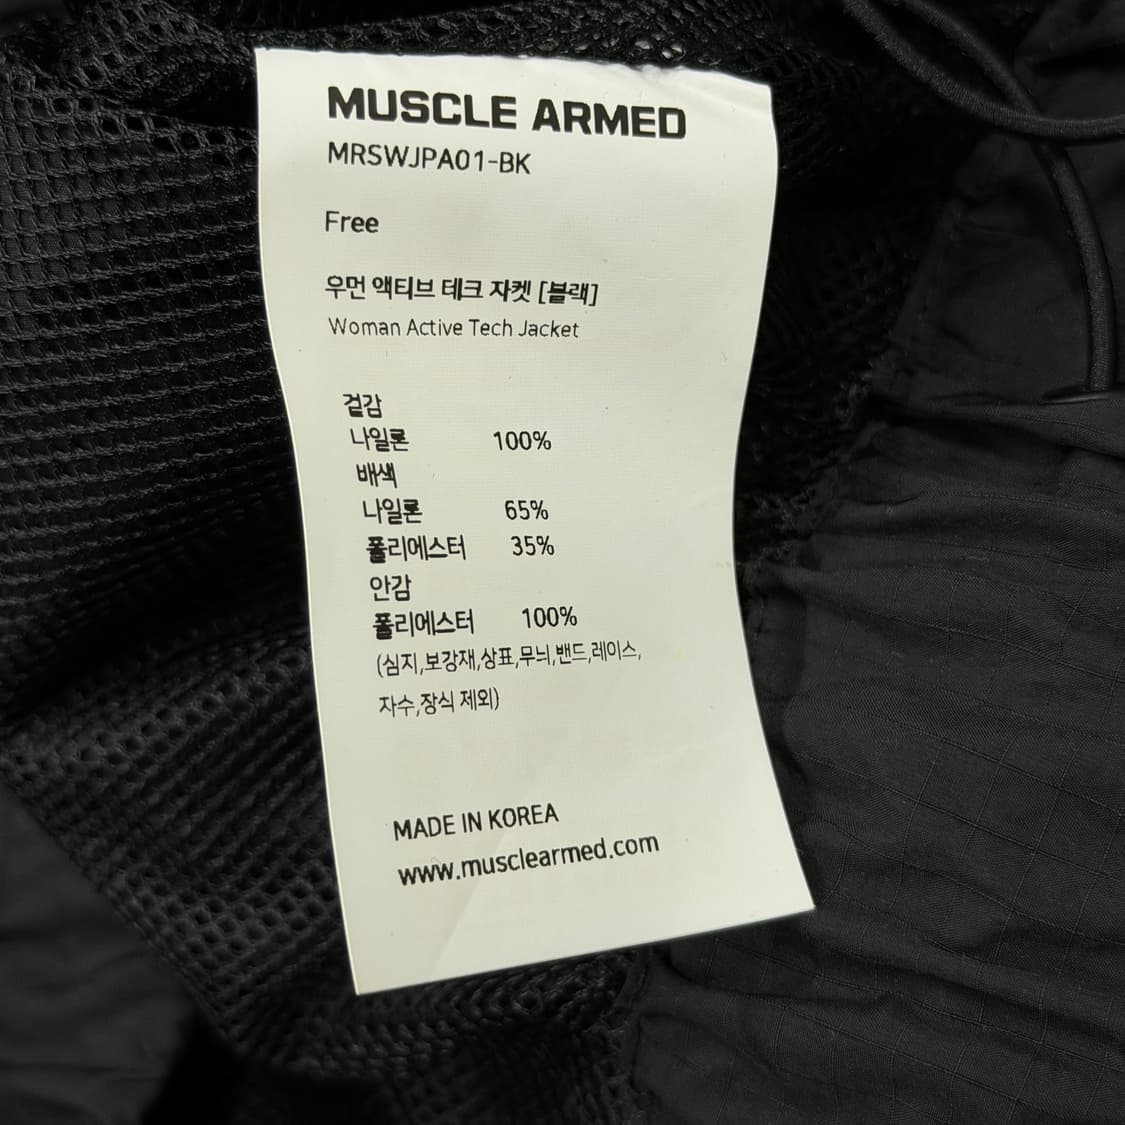 MUSCLE ARMED
MRSWJPA01-BK
Free
우먼 액티브 테크 자켓 [블랙]
Woman Active Tech Jacket
겉감
나일론 100%
배색
나일론 65%
폴리에스터 35%
안감
폴리에스터 100%
(심지,보강재,상표,무늬,밴드,레이스,
자수,장식 제외)
MADE IN KOREA
www.musclearmed.com